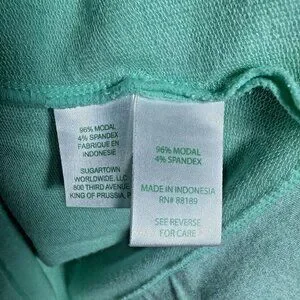 96% MODAL
4% SPANDEX
FABRIQUE EN
INDONESIE
SUGARTOWN
WORLDWIDE, LLC
800 THIRD AVENUE
KING OF PRUSSIA, P
96% MODAL
4% SPANDEX
MADE IN INDONESIA
RN# 88189
SEE REVERSE
FOR CARE